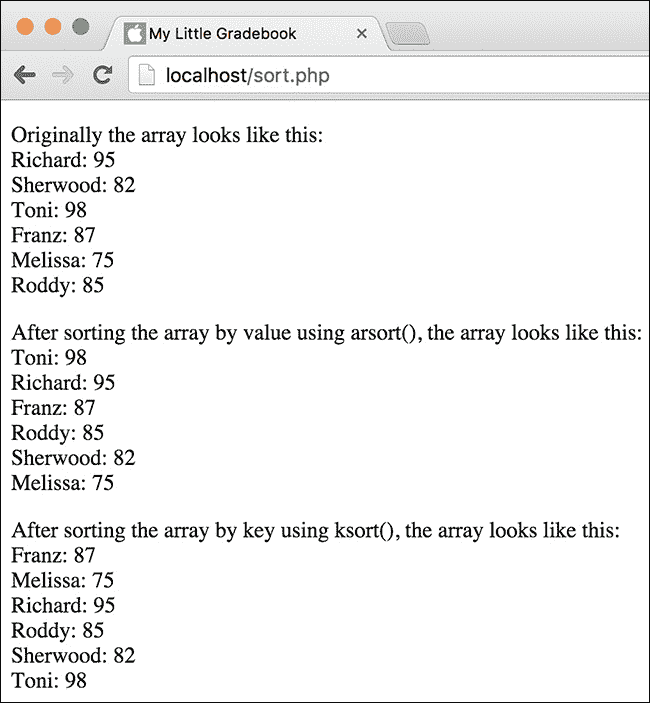 My Little Gradebook
localhost/sort.php
Originally the array looks like this:
Richard: 95
Sherwood: 82
Toni: 98
Franz: 87
Melissa: 75
Roddy: 85
After sorting the array by value using arsort(), the array looks like this:
Toni: 98
Richard: 95
Franz: 87
Roddy: 85
Sherwood: 82
Melissa: 75
After sorting the array by key using ksort(), the array looks like this:
Franz: 87
Melissa: 75
Richard: 95
Roddy: 85
Sherwood: 82
Toni: 98